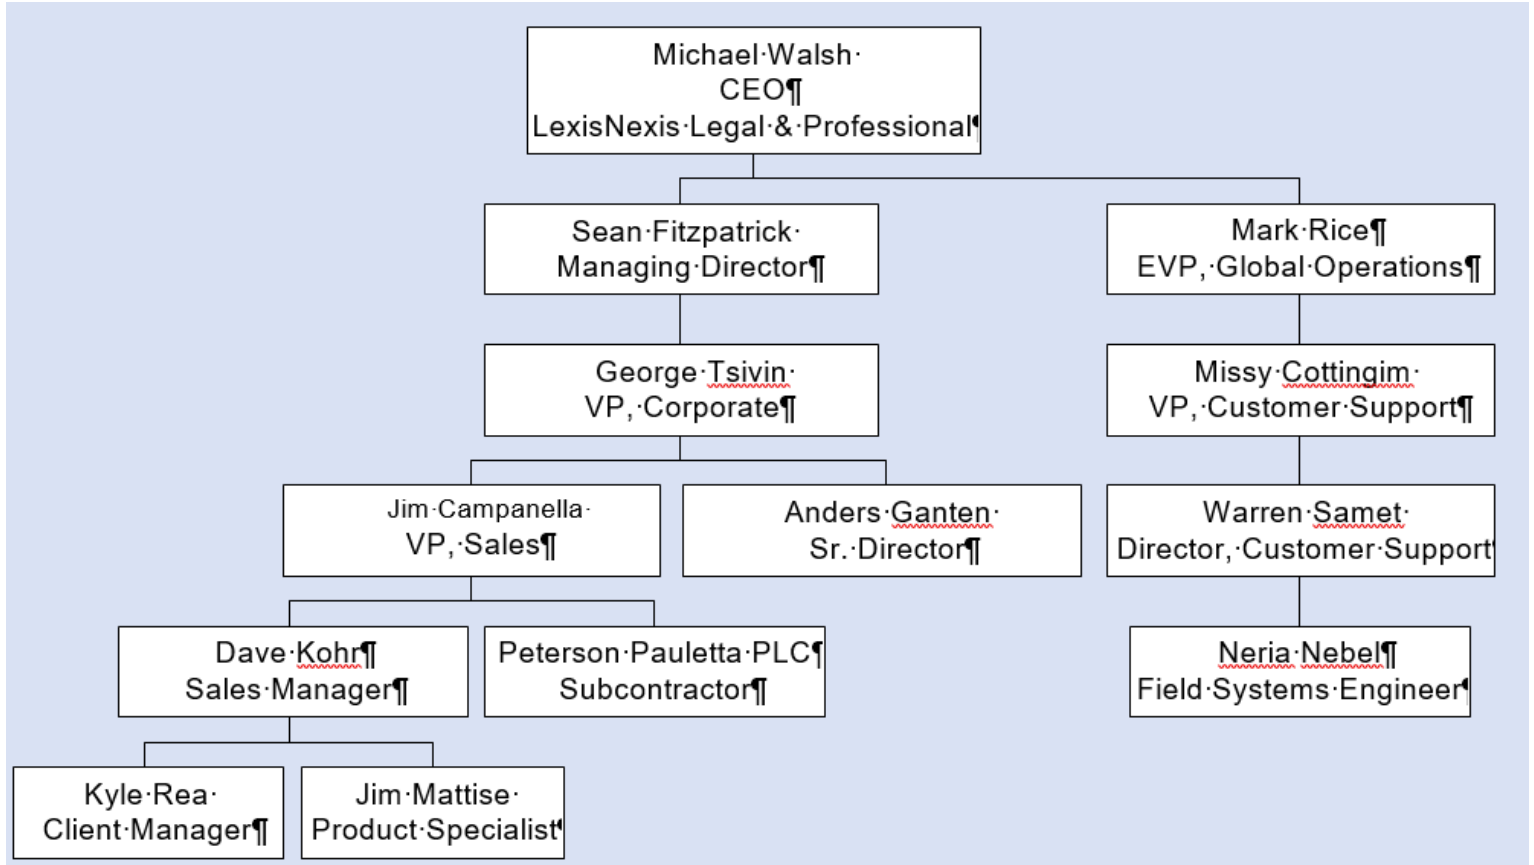 Michael Walsh
CEO
LexisNexis Legal & Professional
Sean Fitzpatrick
Managing Director
Mark Rice
EVP, Global Operations
George Tsivin
VP, Corporate
Missy Cottingim
VP, Customer Support
Jim Campanella
VP, Sales
Anders Ganten
Sr. Director
Warren Samet
Director, Customer Support
Dave Kohr
Sales Manager
Peterson Pauletta PLC
Subcontractor
Neria Nebel
Field Systems Engineer
Kyle Rea
Client Manager
Jim Mattise
Product Specialist